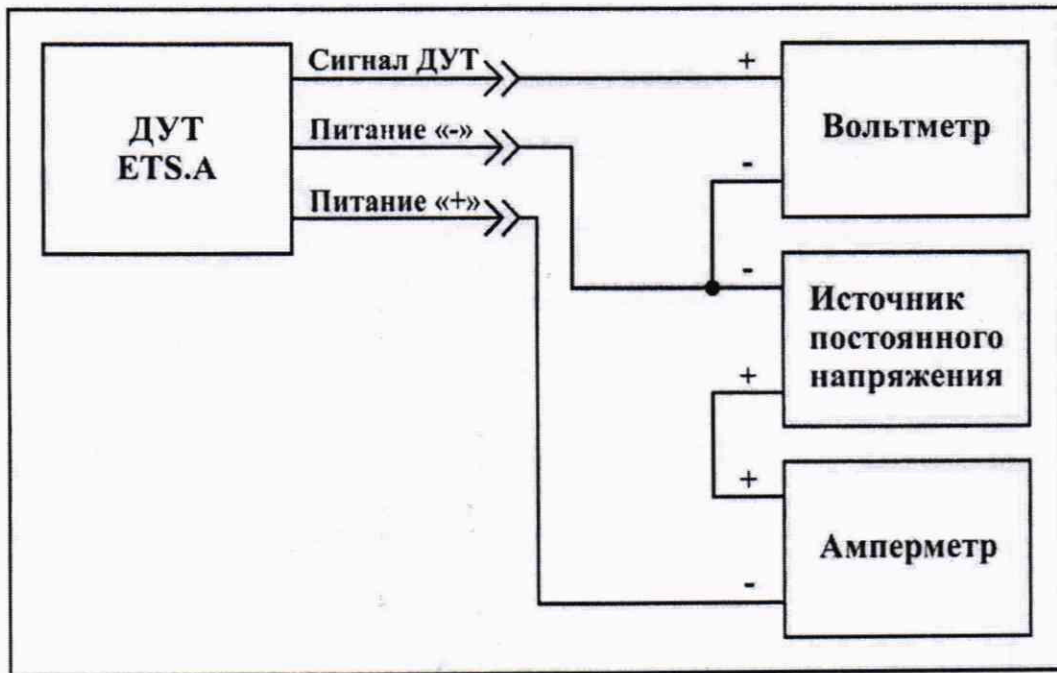 Сигнал ДУТ
Питание «-»
Питание «+»
ДУТ
ETS.A
+
Вольтметр
-
-
Источник
постоянного
напряжения
+
+
Амперметр
-